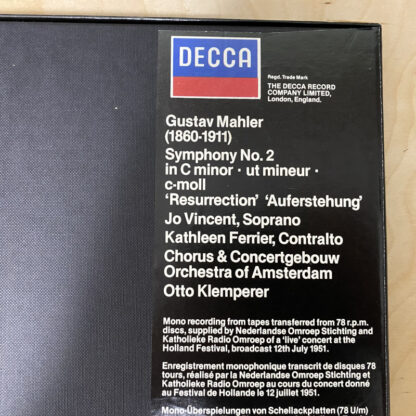 DECCA
Regd. Trade Mark
THE DECCA RECORD
COMPANY LIMITED,
London, England.
Gustav Mahler
(1860-1911)
Symphony No. 2
in C minor · ut mineur ·
c-moll
‘Resurrection’ ‘Auferstehung’
Jo Vincent, Soprano
Kathleen Ferrier, Contralto
Chorus & Concertgebouw
Orchestra of Amsterdam
Otto Klemperer
Mono recording from tapes transferred from 78 r.p.m.
discs, supplied by Nederlandse Omroep Stichting and
Katholieke Radio Omroep of a ‘live’ concert at the
Holland Festival, broadcast 12th July 1951.
Enregistrement monophonique transcrit de disques 78
tours, réalisé par la Nederlandse Omroep Stichting et
Katholieke Radio Omroep au cours du concert donné
au Festival de Hollande le 12 juillet 1951.
Mono-Überspielungen von Schellackplatten (78 U/m)